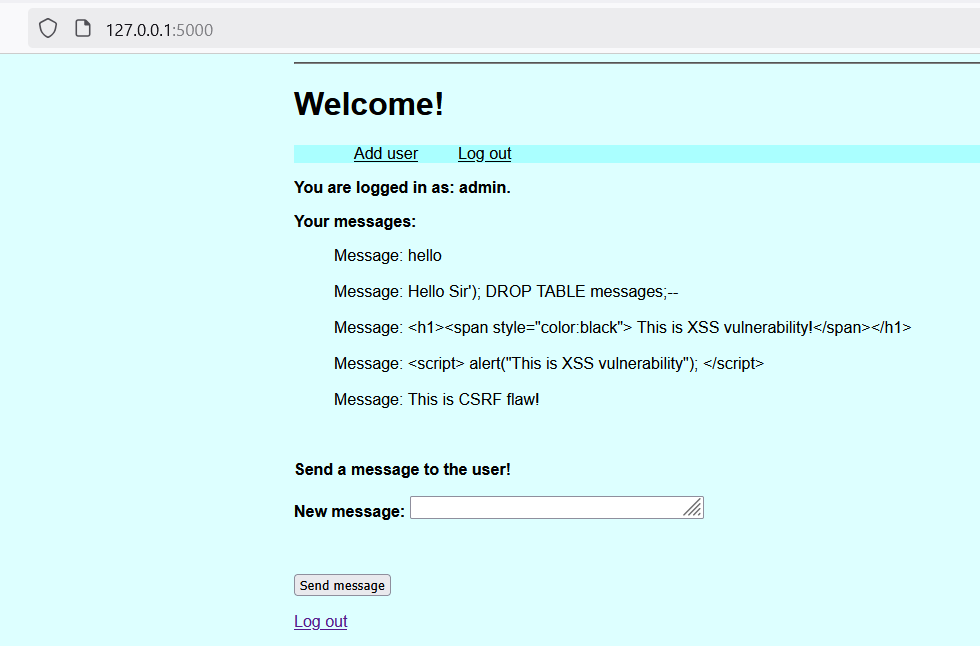 127.0.0.1:5000
Welcome!
Add user Log out
You are logged in as: admin.
Your messages:
Message: hello
Message: Hello Sir'); DROP TABLE messages;--
Message: <h1><span style="color:black"> This is XSS vulnerability!</span></h1>
Message: <script> alert("This is XSS vulnerability"); </script>
Message: This is CSRF flaw!
Send a message to the user!
New message:
Send message
Log out